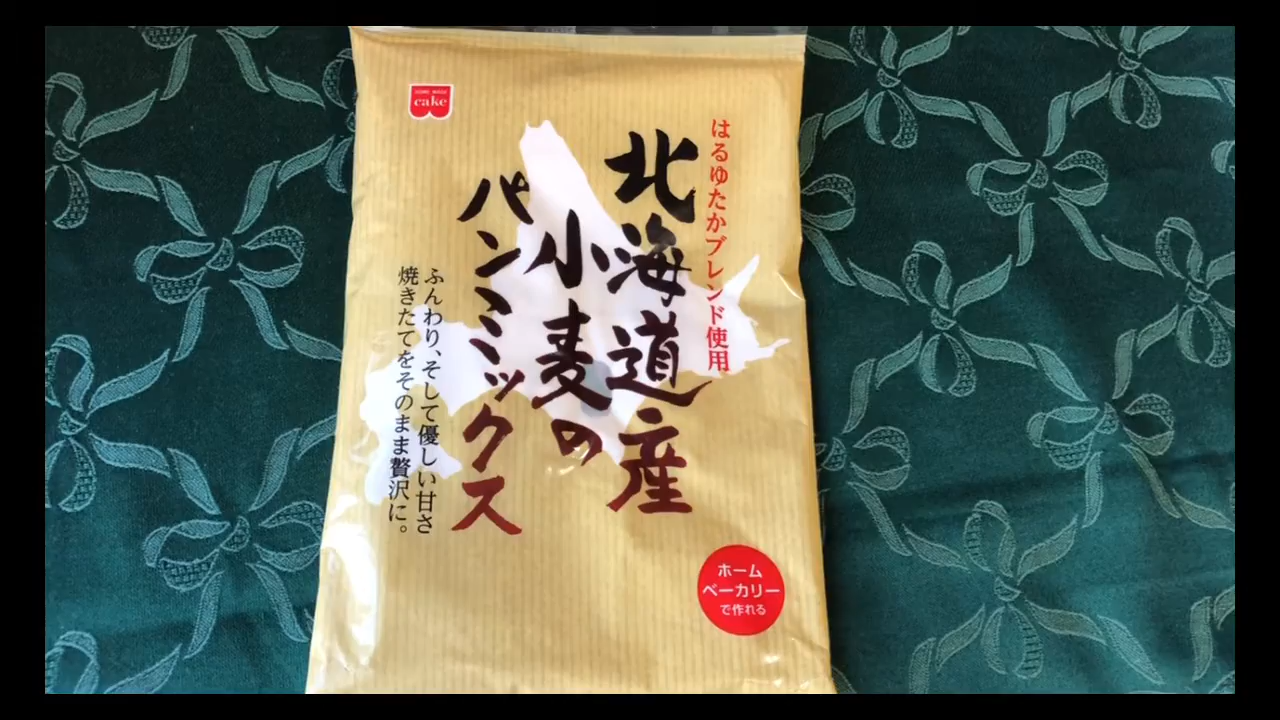 HOME MADE
cake
はるゆたかブレンド使用
北海道産
小麦の
パンミックス
ふんわり、そして優しい甘さ
焼きたてをそのまま贅沢に。
ホーム
ベーカリー
で作れる